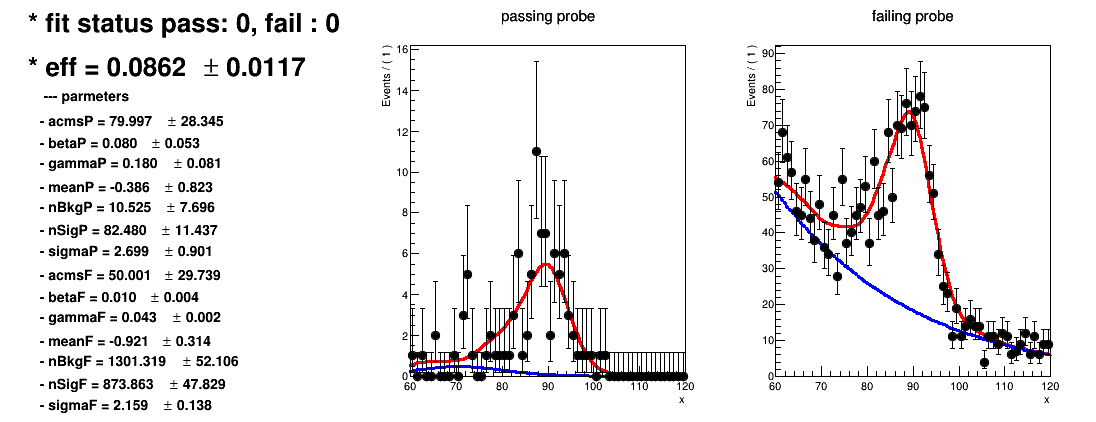 * fit status pass: 0, fail : 0
* eff = 0.0862 ± 0.0117
--- parmeters
- acmsP = 79.997 ± 28.345
- betaP = 0.080 ± 0.053
- gammaP = 0.180 ± 0.081
- meanP = -0.386 ± 0.823
- nBkgP = 10.525 ± 7.696
- nSigP = 82.480 ± 11.437
- sigmaP = 2.699 ± 0.901
- acmsF = 50.001 ± 29.739
- betaF = 0.010 ± 0.004
- gammaF = 0.043 ± 0.002
- meanF = -0.921 ± 0.314
- nBkgF = 1301.319 ± 52.106
- nSigF = 873.863 ± 47.829
- sigmaF = 2.159 ± 0.138
passing probe
Events / ( 1 )
16
14
12
10
8
6
4
2
0
60 70 80 90 100 110 120
x
failing probe
Events / ( 1 )
90
80
70
60
50
40
30
20
10
0
60 70 80 90 100 110 120
x